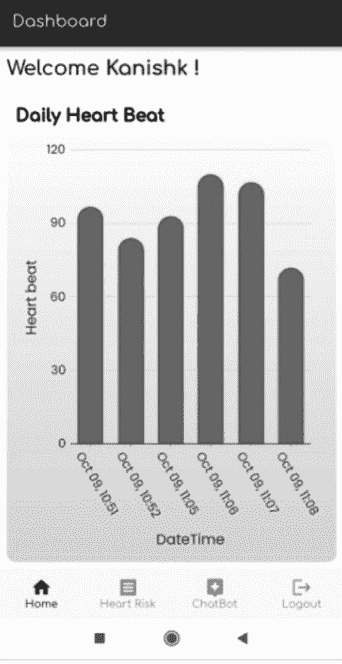 Dashboard
Welcome Kanishk !
Daily Heart Beat
120
90
60
30
0
Heart beat
Oct 09, 10:51
Oct 09, 10:52
Oct 09, 11:05
Oct 09, 11:06
Oct 09, 11:07
Oct 09, 11:08
DateTime
Home
Heart Risk
ChatBot
Logout